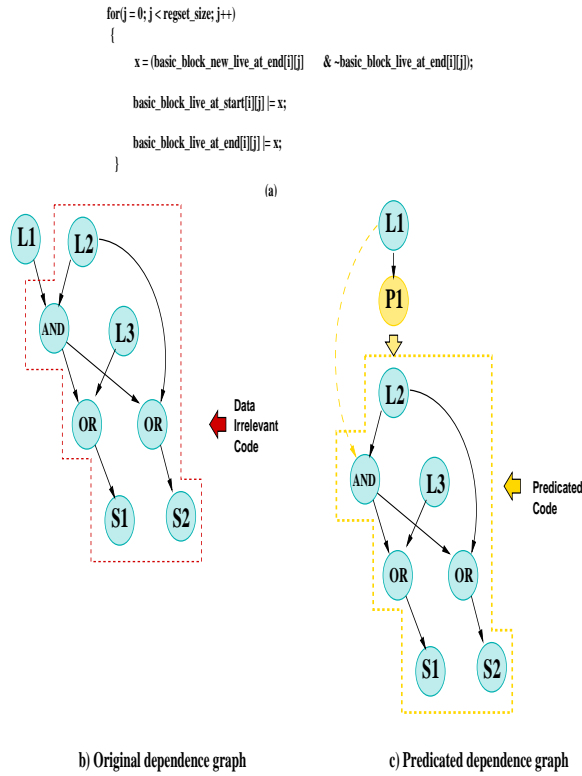 for(j = 0; j < regset_size; j++)
{
x = (basic_block_new_live_at_end[i][j] & ~basic_block_live_at_end[i][j]);
basic_block_live_at_start[i][j] |= x;
basic_block_live_at_end[i][j] |= x;
}
(a)
L1
L2
AND
L3
OR
OR
S1
S2
Data
Irrelevant
Code
b) Original dependence graph
L1
P1
L2
AND
L3
OR
OR
S1
S2
Predicated
Code
c) Predicated dependence graph